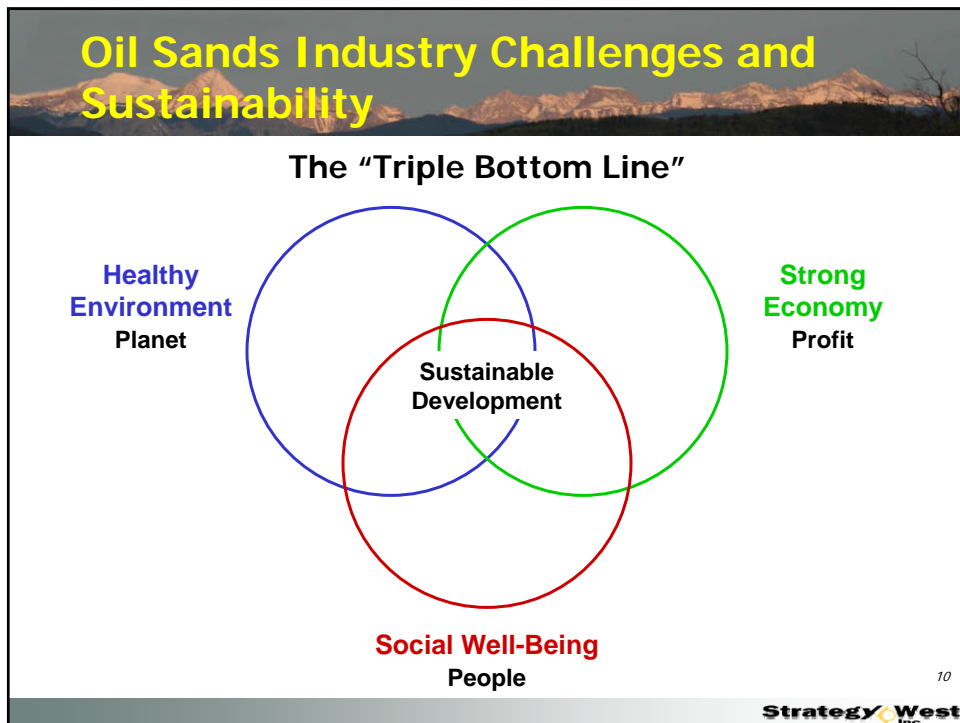 Oil Sands Industry Challenges and
Sustainability
The “Triple Bottom Line”
Healthy
Environment
Planet
Strong
Economy
Profit
Sustainable
Development
Social Well-Being
People
10
Strategy West
Inc.